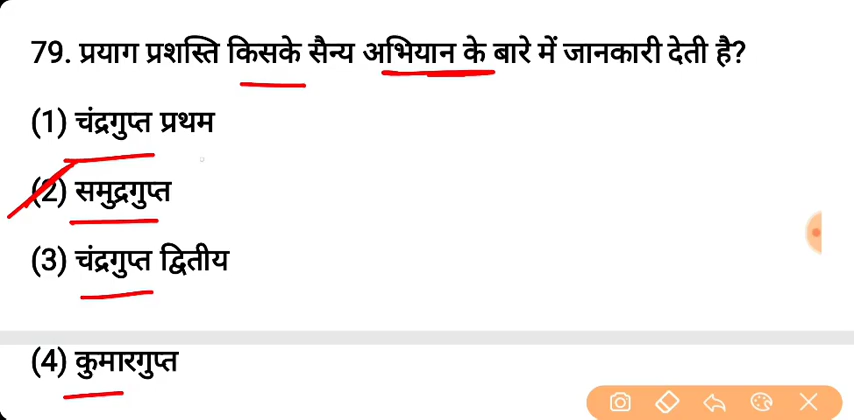 79. प्रयाग प्रशस्ति किसके सैन्य अभियान के बारे में जानकारी देती है?
(1) चंद्रगुप्त प्रथम
(2) समुद्रगुप्त
(3) चंद्रगुप्त द्वितीय
(4) कुमारगुप्त